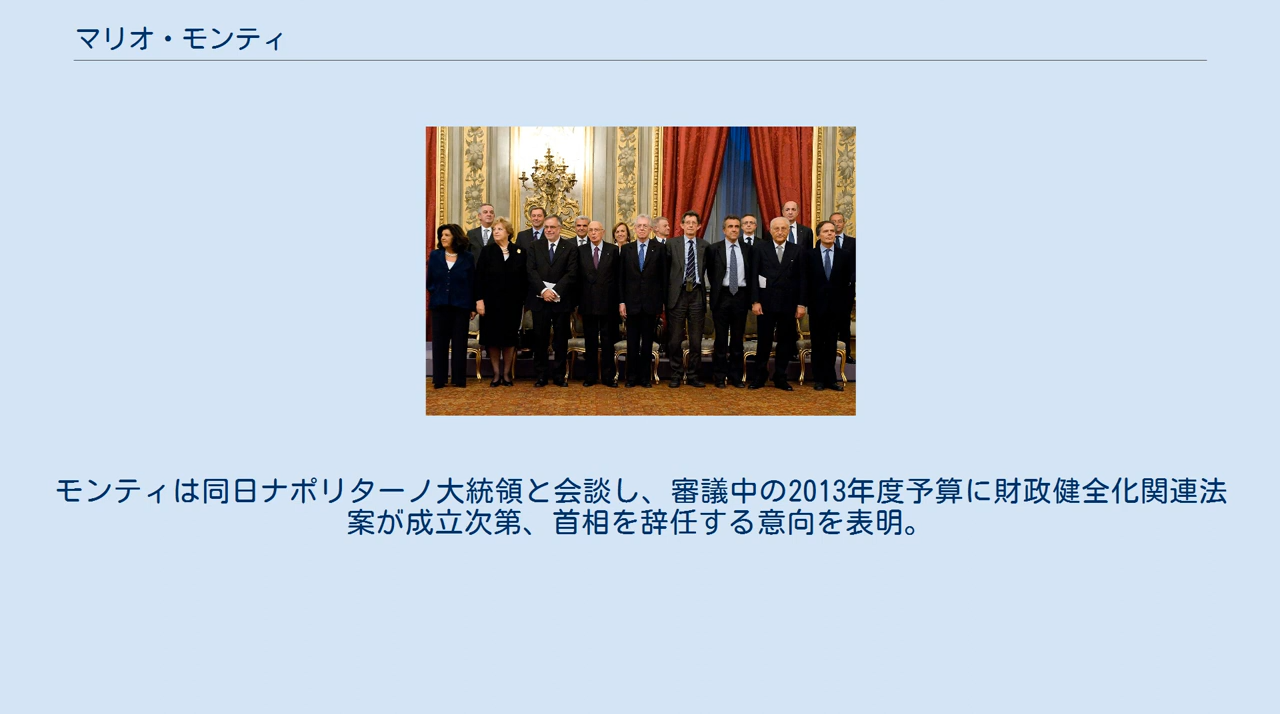 マリオ・モンティ
モンティは同日ナポリターノ大統領と会談し、審議中の2013年度予算に財政健全化関連法
案が成立次第、首相を辞任する意向を表明。